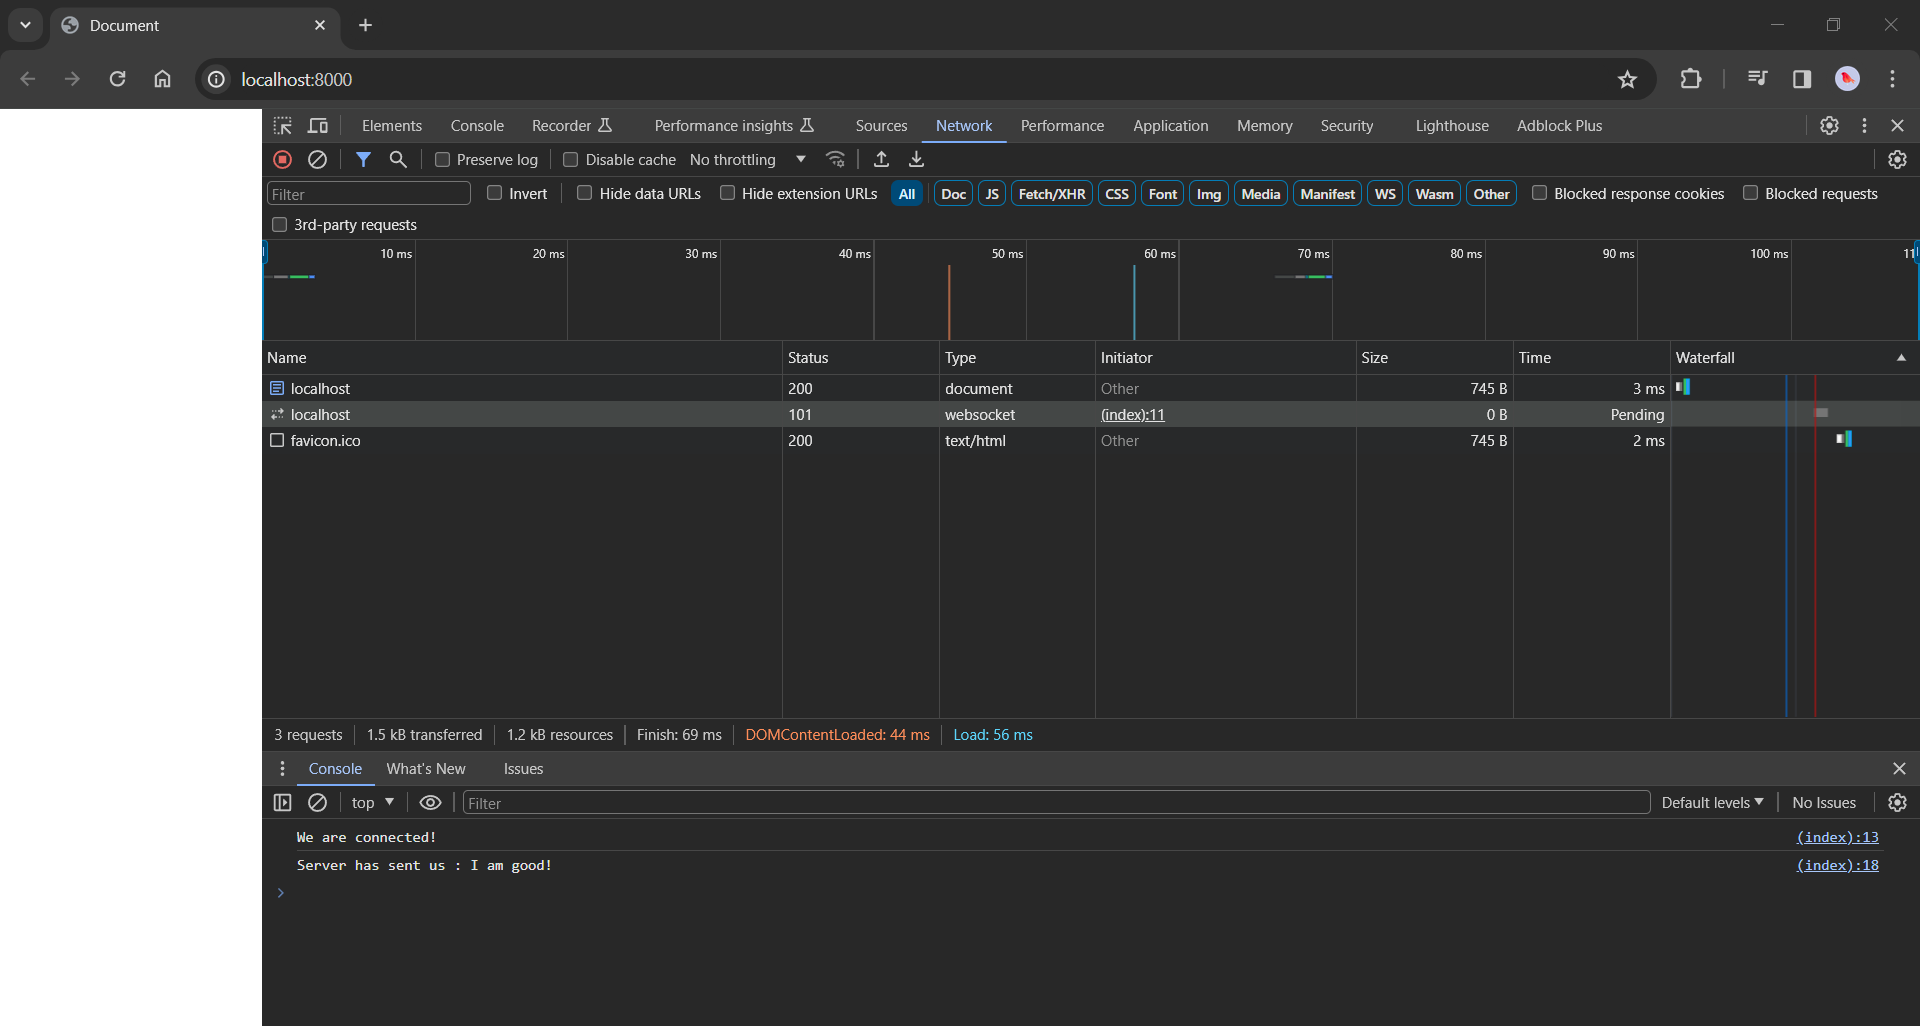 Document
localhost:8000
Elements Console Recorder Performance insights Sources Network Performance Application Memory Security Lighthouse Adblock Plus
Preserve log Disable cache No throttling
Filter Invert Hide data URLs Hide extension URLs All Doc JS Fetch/XHR CSS Font Img Media Manifest WS Wasm Other Blocked response cookies Blocked requests
3rd-party requests
10 ms 20 ms 30 ms 40 ms 50 ms 60 ms 70 ms 80 ms 90 ms 100 ms 11
Name Status Type Initiator Size Time Waterfall
localhost 200 document Other 745 B 3 ms
localhost 101 websocket (index):11 0 B Pending
favicon.ico 200 text/html Other 745 B 2 ms
3 requests 1.5 kB transferred 1.2 kB resources Finish: 69 ms DOMContentLoaded: 44 ms Load: 56 ms
Console What's New Issues
top Filter Default levels No Issues
We are connected! (index):13
Server has sent us : I am good! (index):18